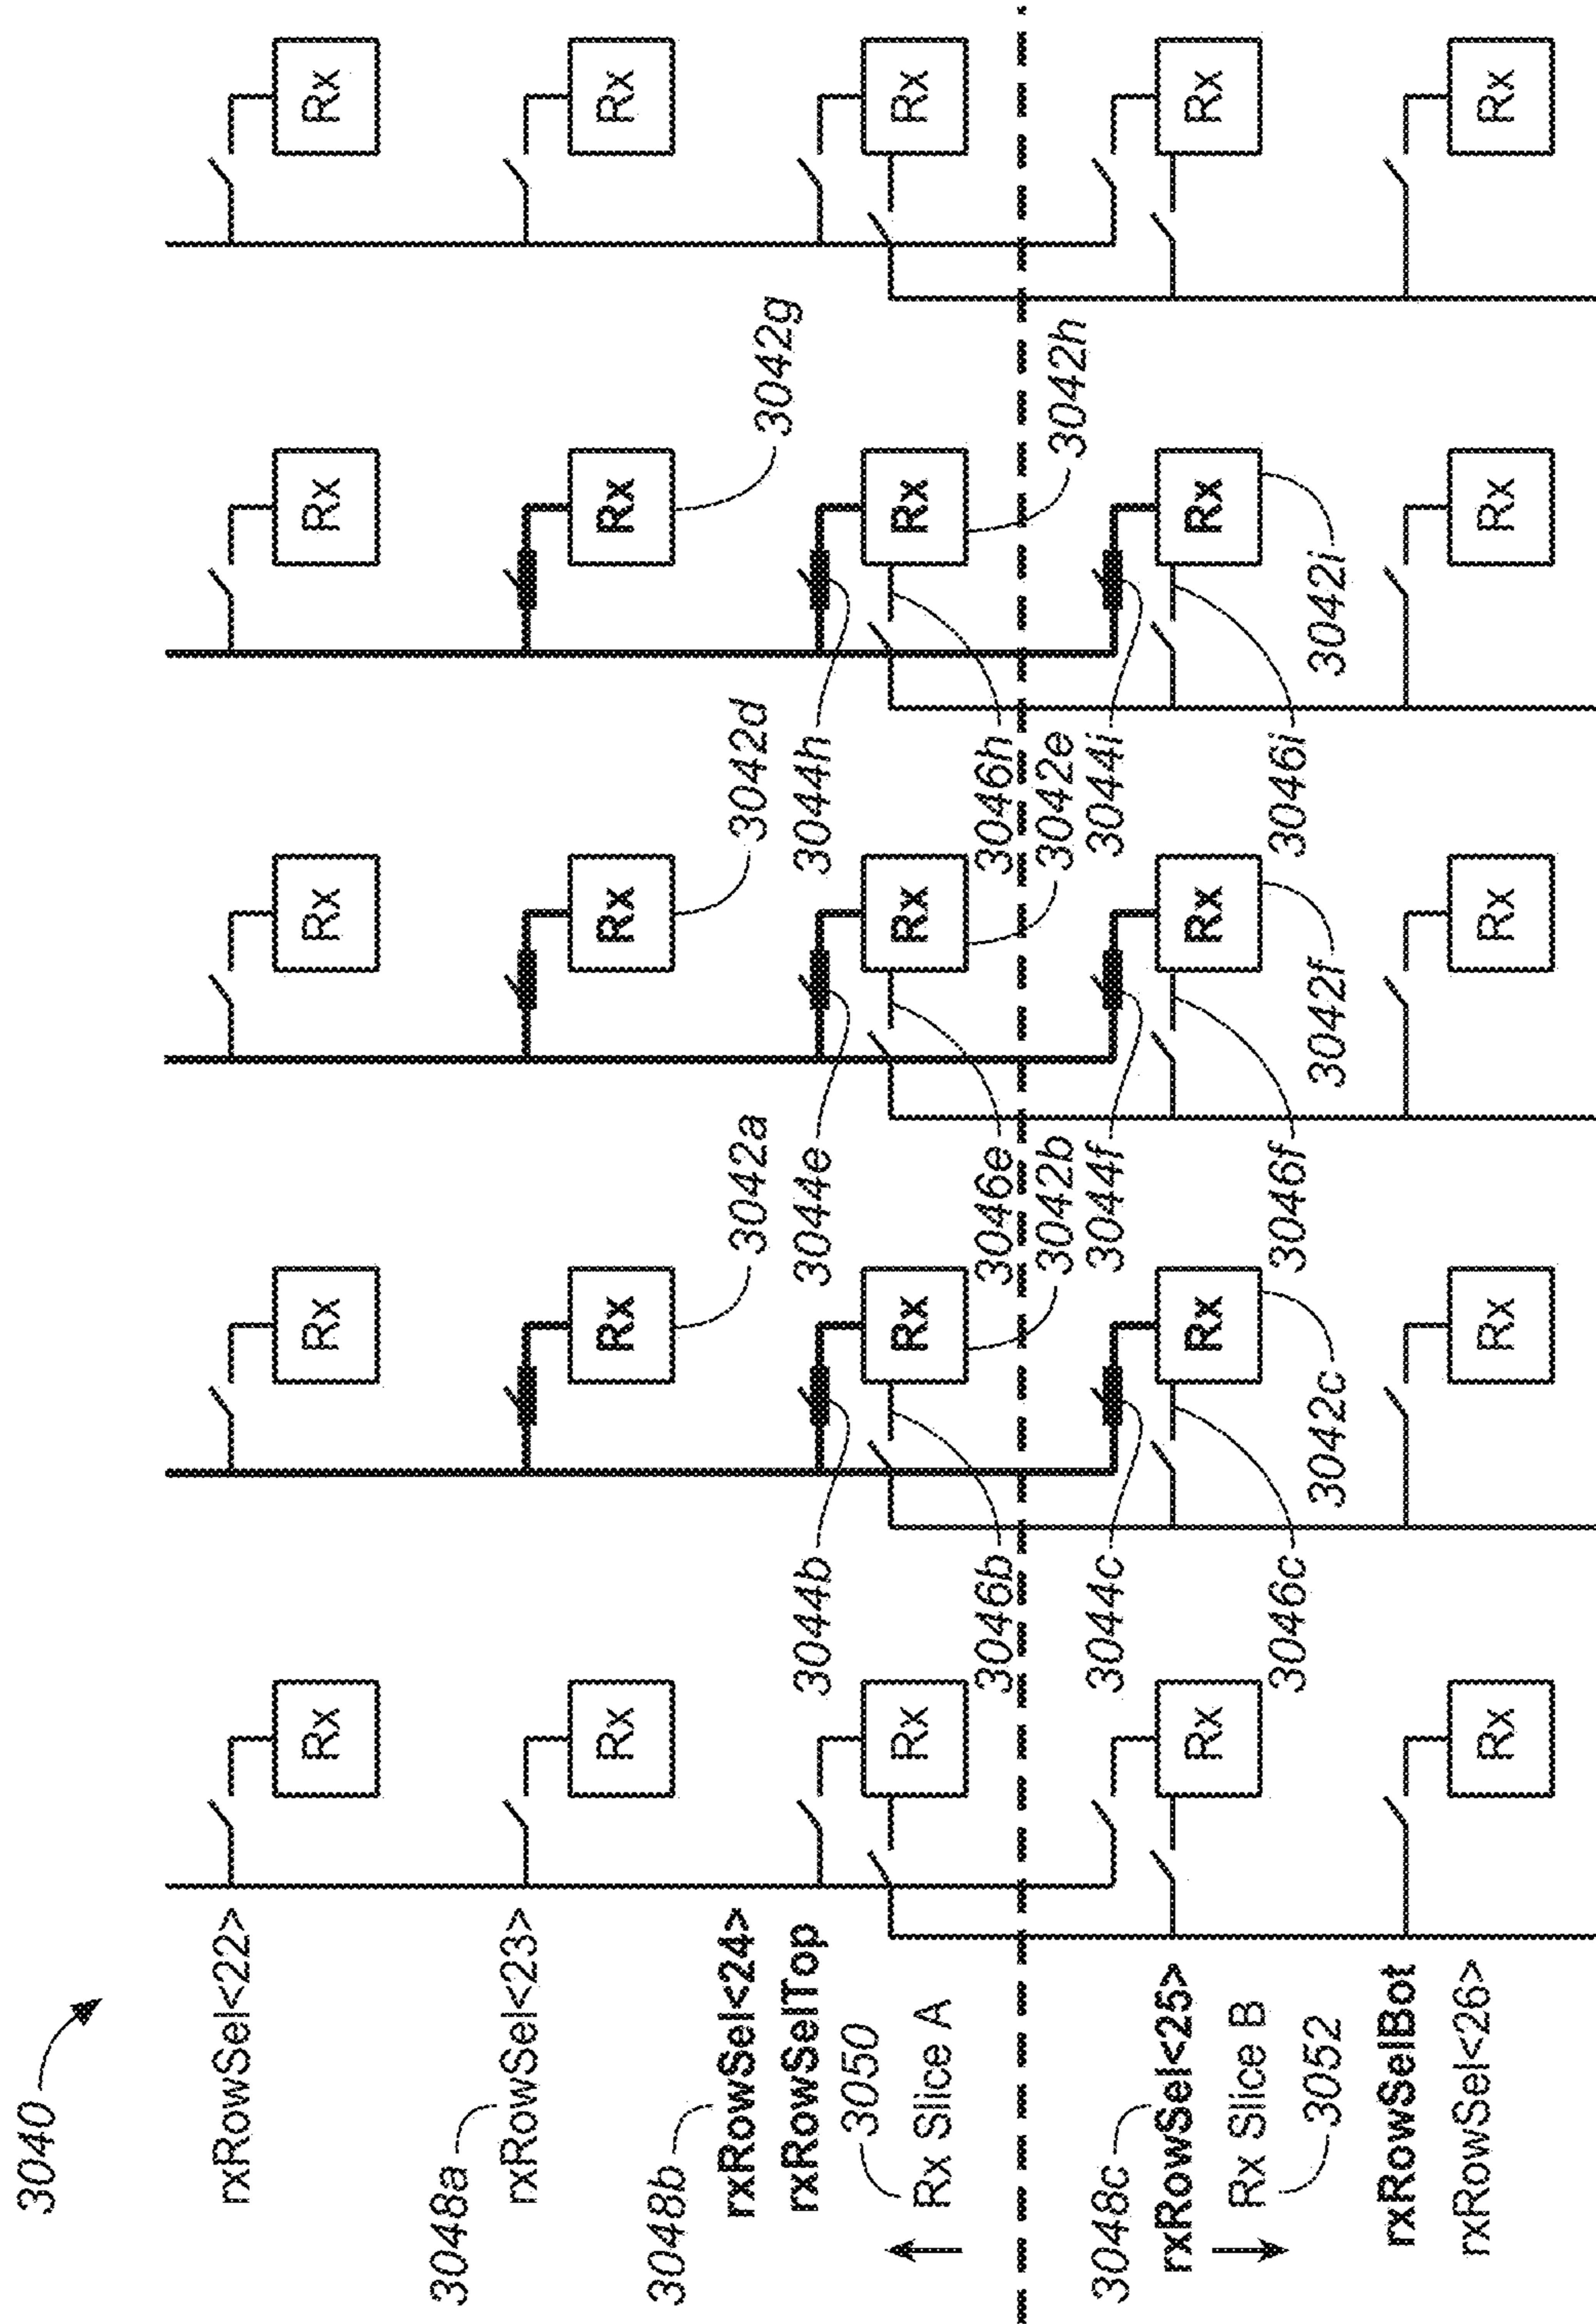 3040
rxRowSel<22>
Rx Rx Rx Rx Rx
3048a
rxRowSel<23>
Rx Rx Rx Rx Rx
3048b
rxRowSel<24> 3042a 3042d 3042g
rxRowSelTop 3044b 3044e 3044h
3050
Rx Slice A Rx Rx Rx Rx Rx
3046b 3046e 3046h
3042b 3042e 3042h
3048c 3044c 3044f 3044i
rxRowSel<25> Rx Rx Rx Rx Rx
Rx Slice B
3046c 3046f 3046i
3052 3042c 3042f 3042i
rxRowSelBot
rxRowSel<26> Rx Rx Rx Rx Rx